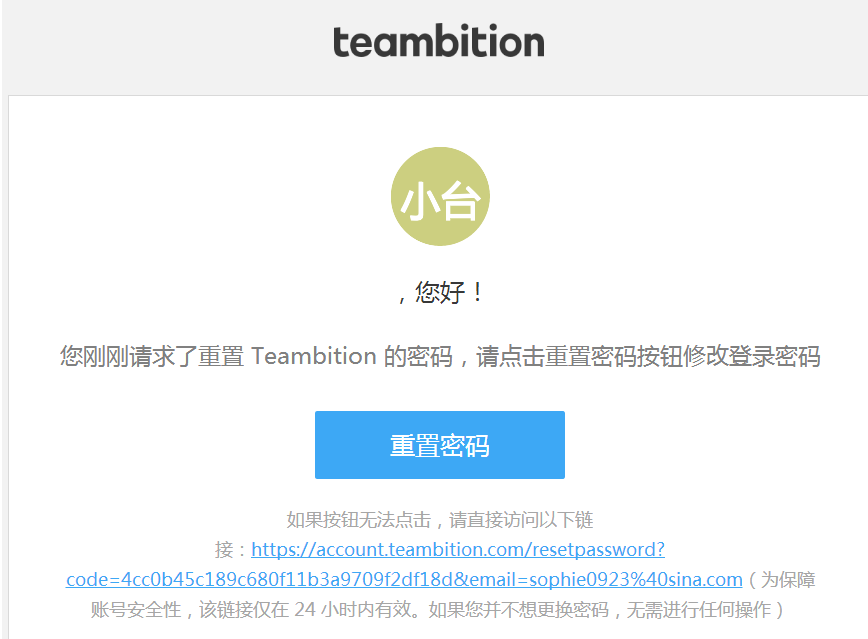 teambition
小台
，您好！
您刚刚请求了重置 Teambition 的密码，请点击重置密码按钮修改登录密码
重置密码
如果按钮无法点击，请直接访问以下链
接：https://account.teambition.com/resetpassword?
code=4cc0b45c189c680f11b3a9709f2df18d&email=sophie0923%40sina.com（为保障
账号安全性，该链接仅在 24 小时内有效。如果您并不想更换密码，无需进行任何操作）